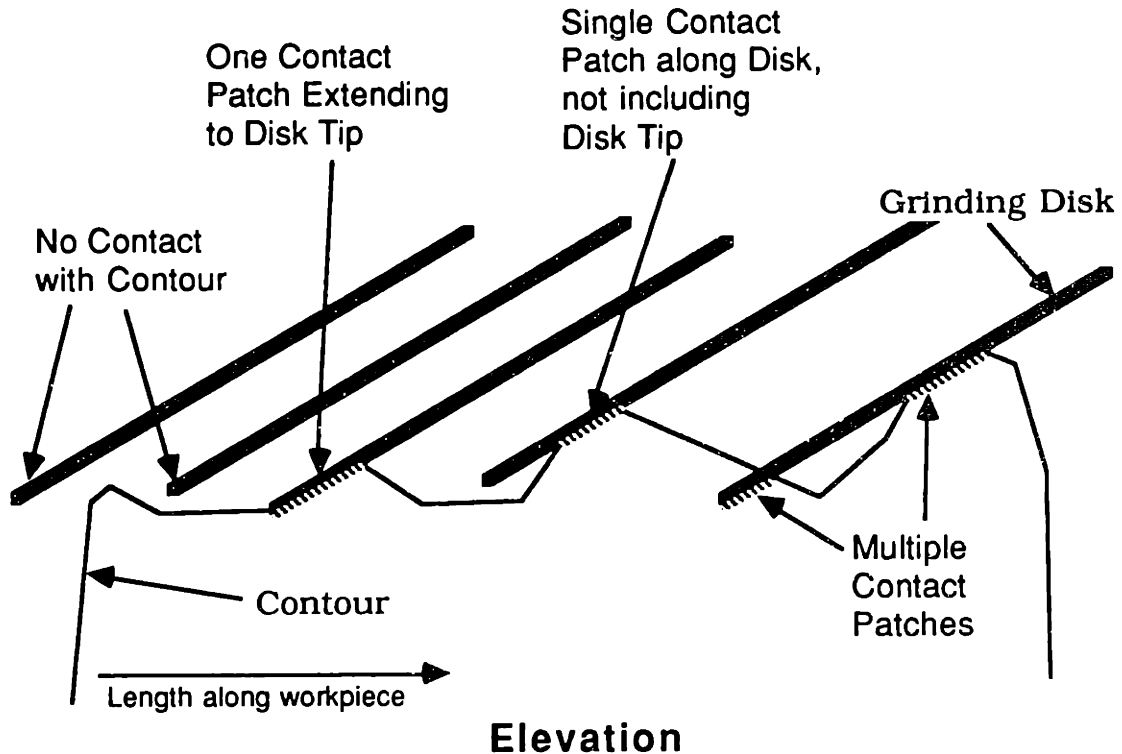 Single Contact
Patch along Disk,
not including
Disk Tip
One Contact
Patch Extending
to Disk Tip
Grinding Disk
No Contact
with Contour
Multiple
Contact
Patches
Contour
Length along workpiece
Elevation